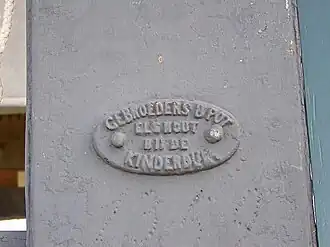 GEBROEDERS POT
ELSHOUT
BIJ DE
KINDERDIJK